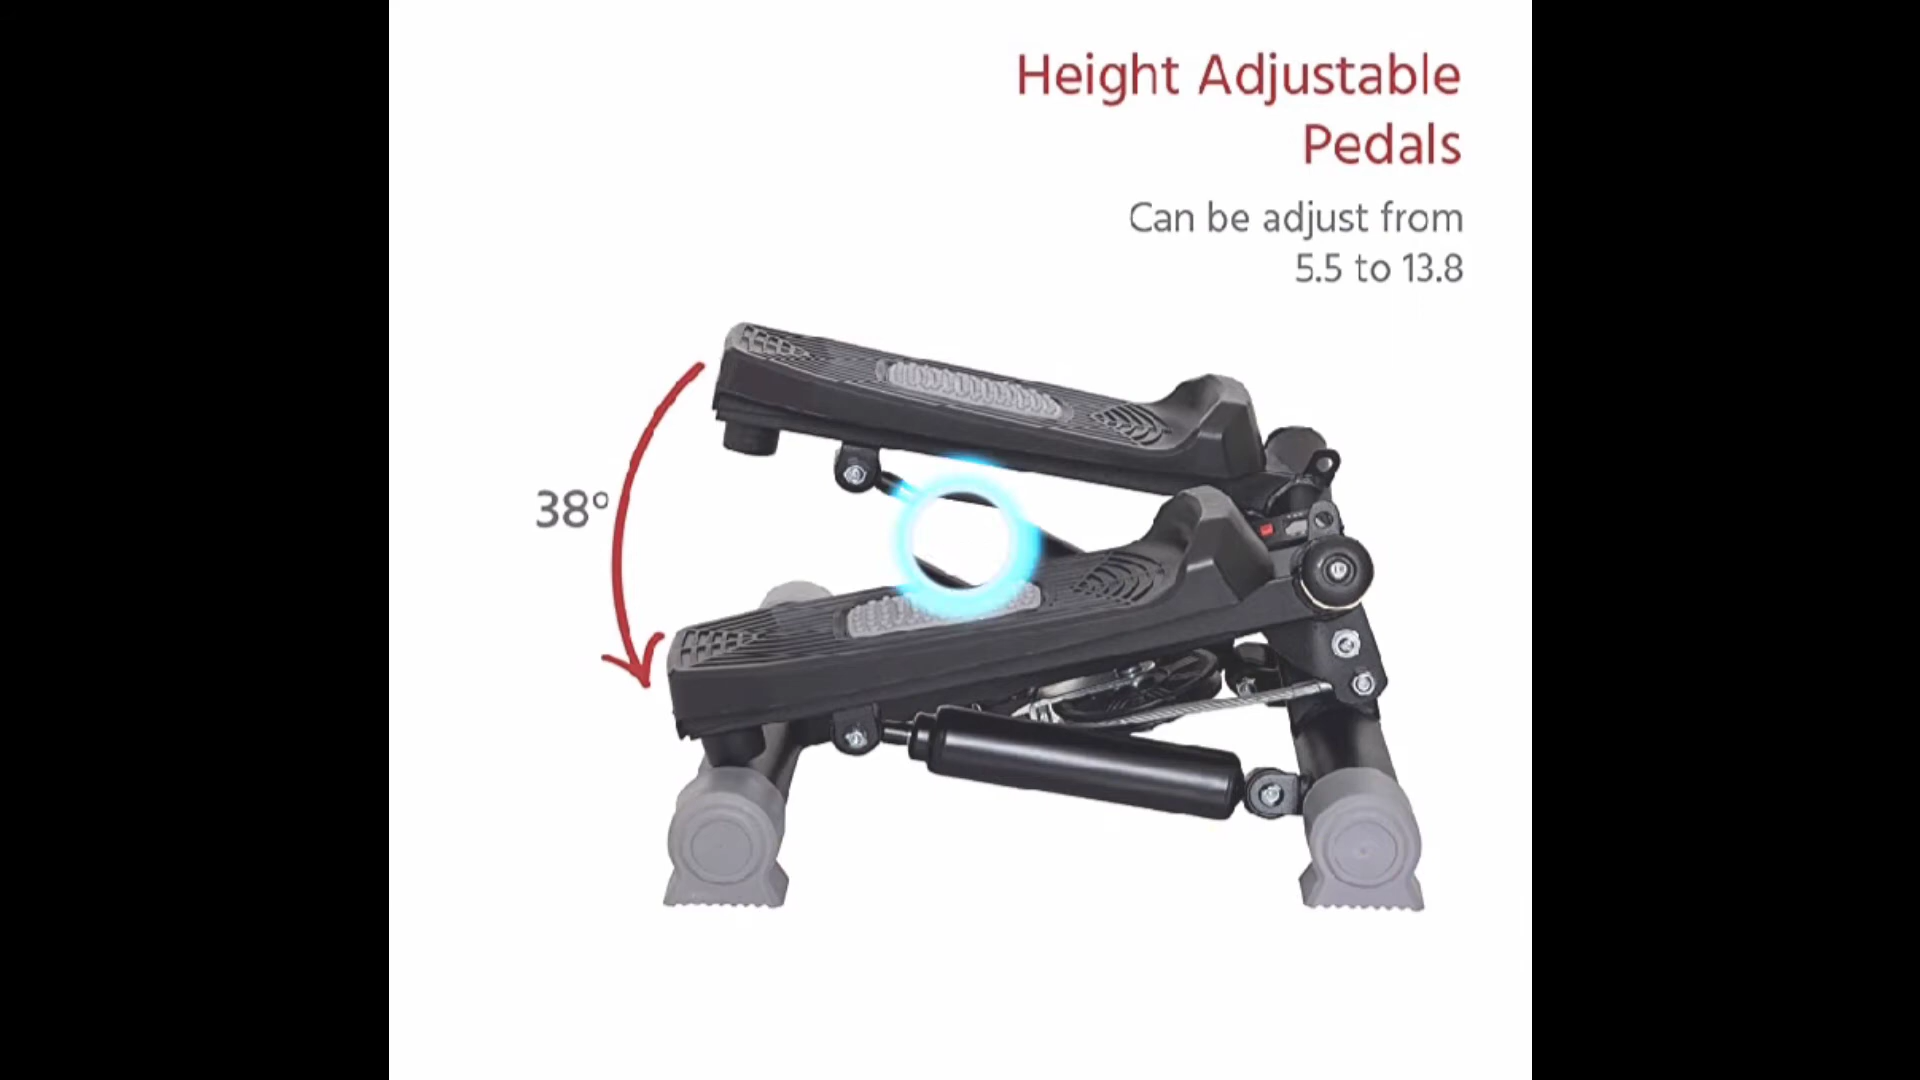 Height Adjustable
Pedals
Can be adjust from
5.5 to 13.8
38°